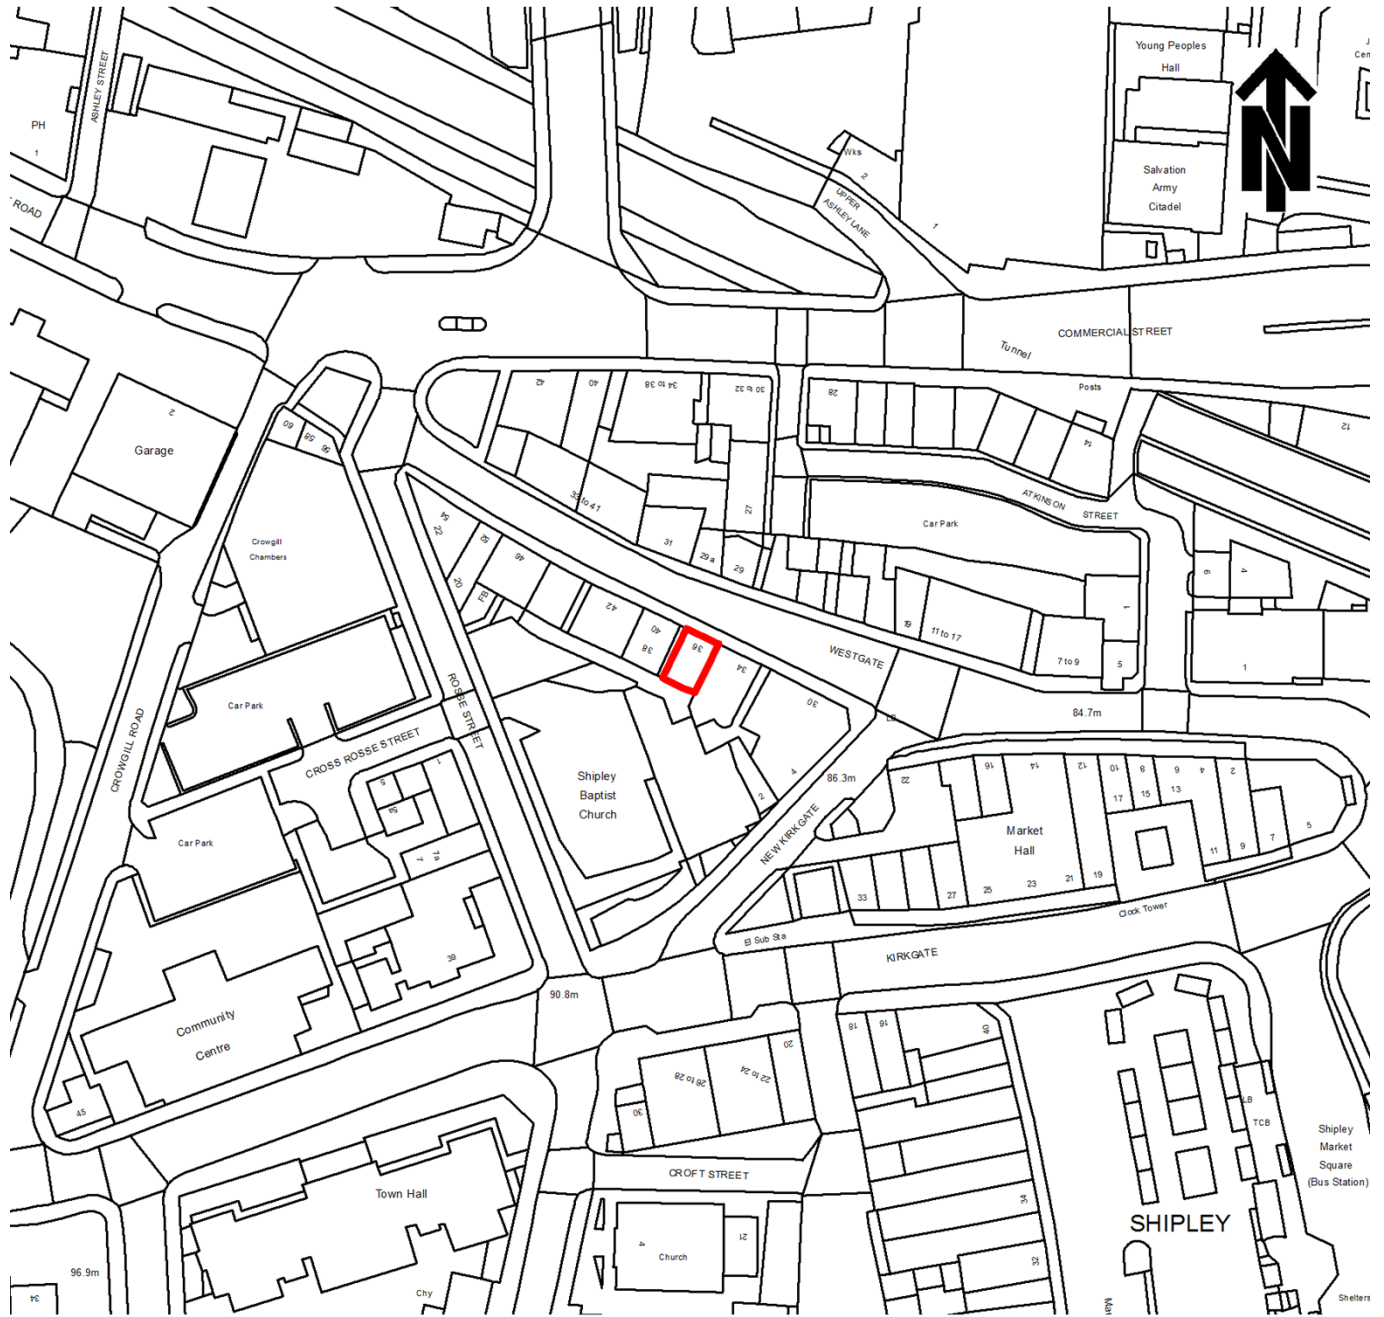 Young Peoples
Hall
ASHLEY STREET
PH
1
ROAD
Wks
2
UPPER
ASHLEY LANE
1
Salvation
Army
Citadel
N
COMMERCIAL STREET
Tunnel
Posts
42
40
34 to 38
30 to 32
28
14
12
2
Garage
60
58
56
33 to 41
27
ATKINSON
STREET
Car Park
54
22
52
46
31
29a
29
Crowgill
Chambers
20
FB
42
40
38
36
34
WESTGATE
19
11 to 17
7 to 9
1
5
6
4
1
30
LB
84.7m
CROWGILL ROAD
Car Park
ROSSE STREET
CROSS ROSSE STREET
1
5
5a
7
7a
Car Park
Shipley
Baptist
Church
4
2
86.3m
NEW KIRKGATE
22
16
14
12
10
8
6
4
2
17
15
13
11
9
7
5
Market
Hall
33
27
25
23
21
19
El Sub Sta
Clock Tower
KIRKGATE
39
90.8m
Community
Centre
45
18
16
40
20
22 to 24
26 to 28
30
CROFT STREET
Town Hall
LB
TCB
Shipley
Market
Square
(Bus Station)
SHIPLEY
34
32
4
Church
21
96.9m
34
Chy
Shelters